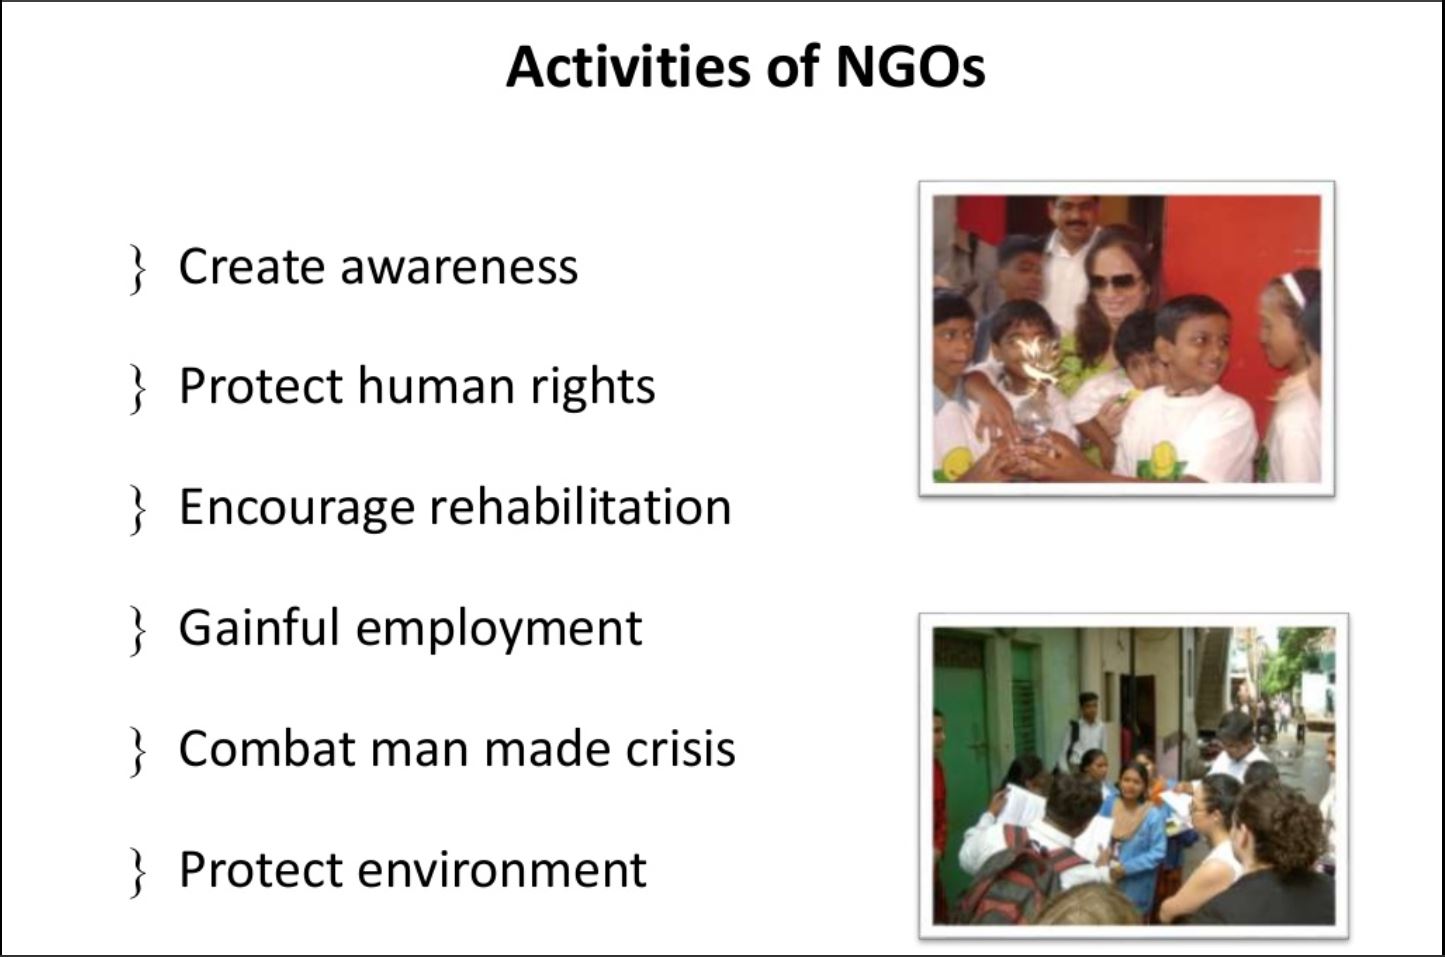 Activities of NGOs
} Create awareness
} Protect human rights
} Encourage rehabilitation
} Gainful employment
} Combat man made crisis
} Protect environment